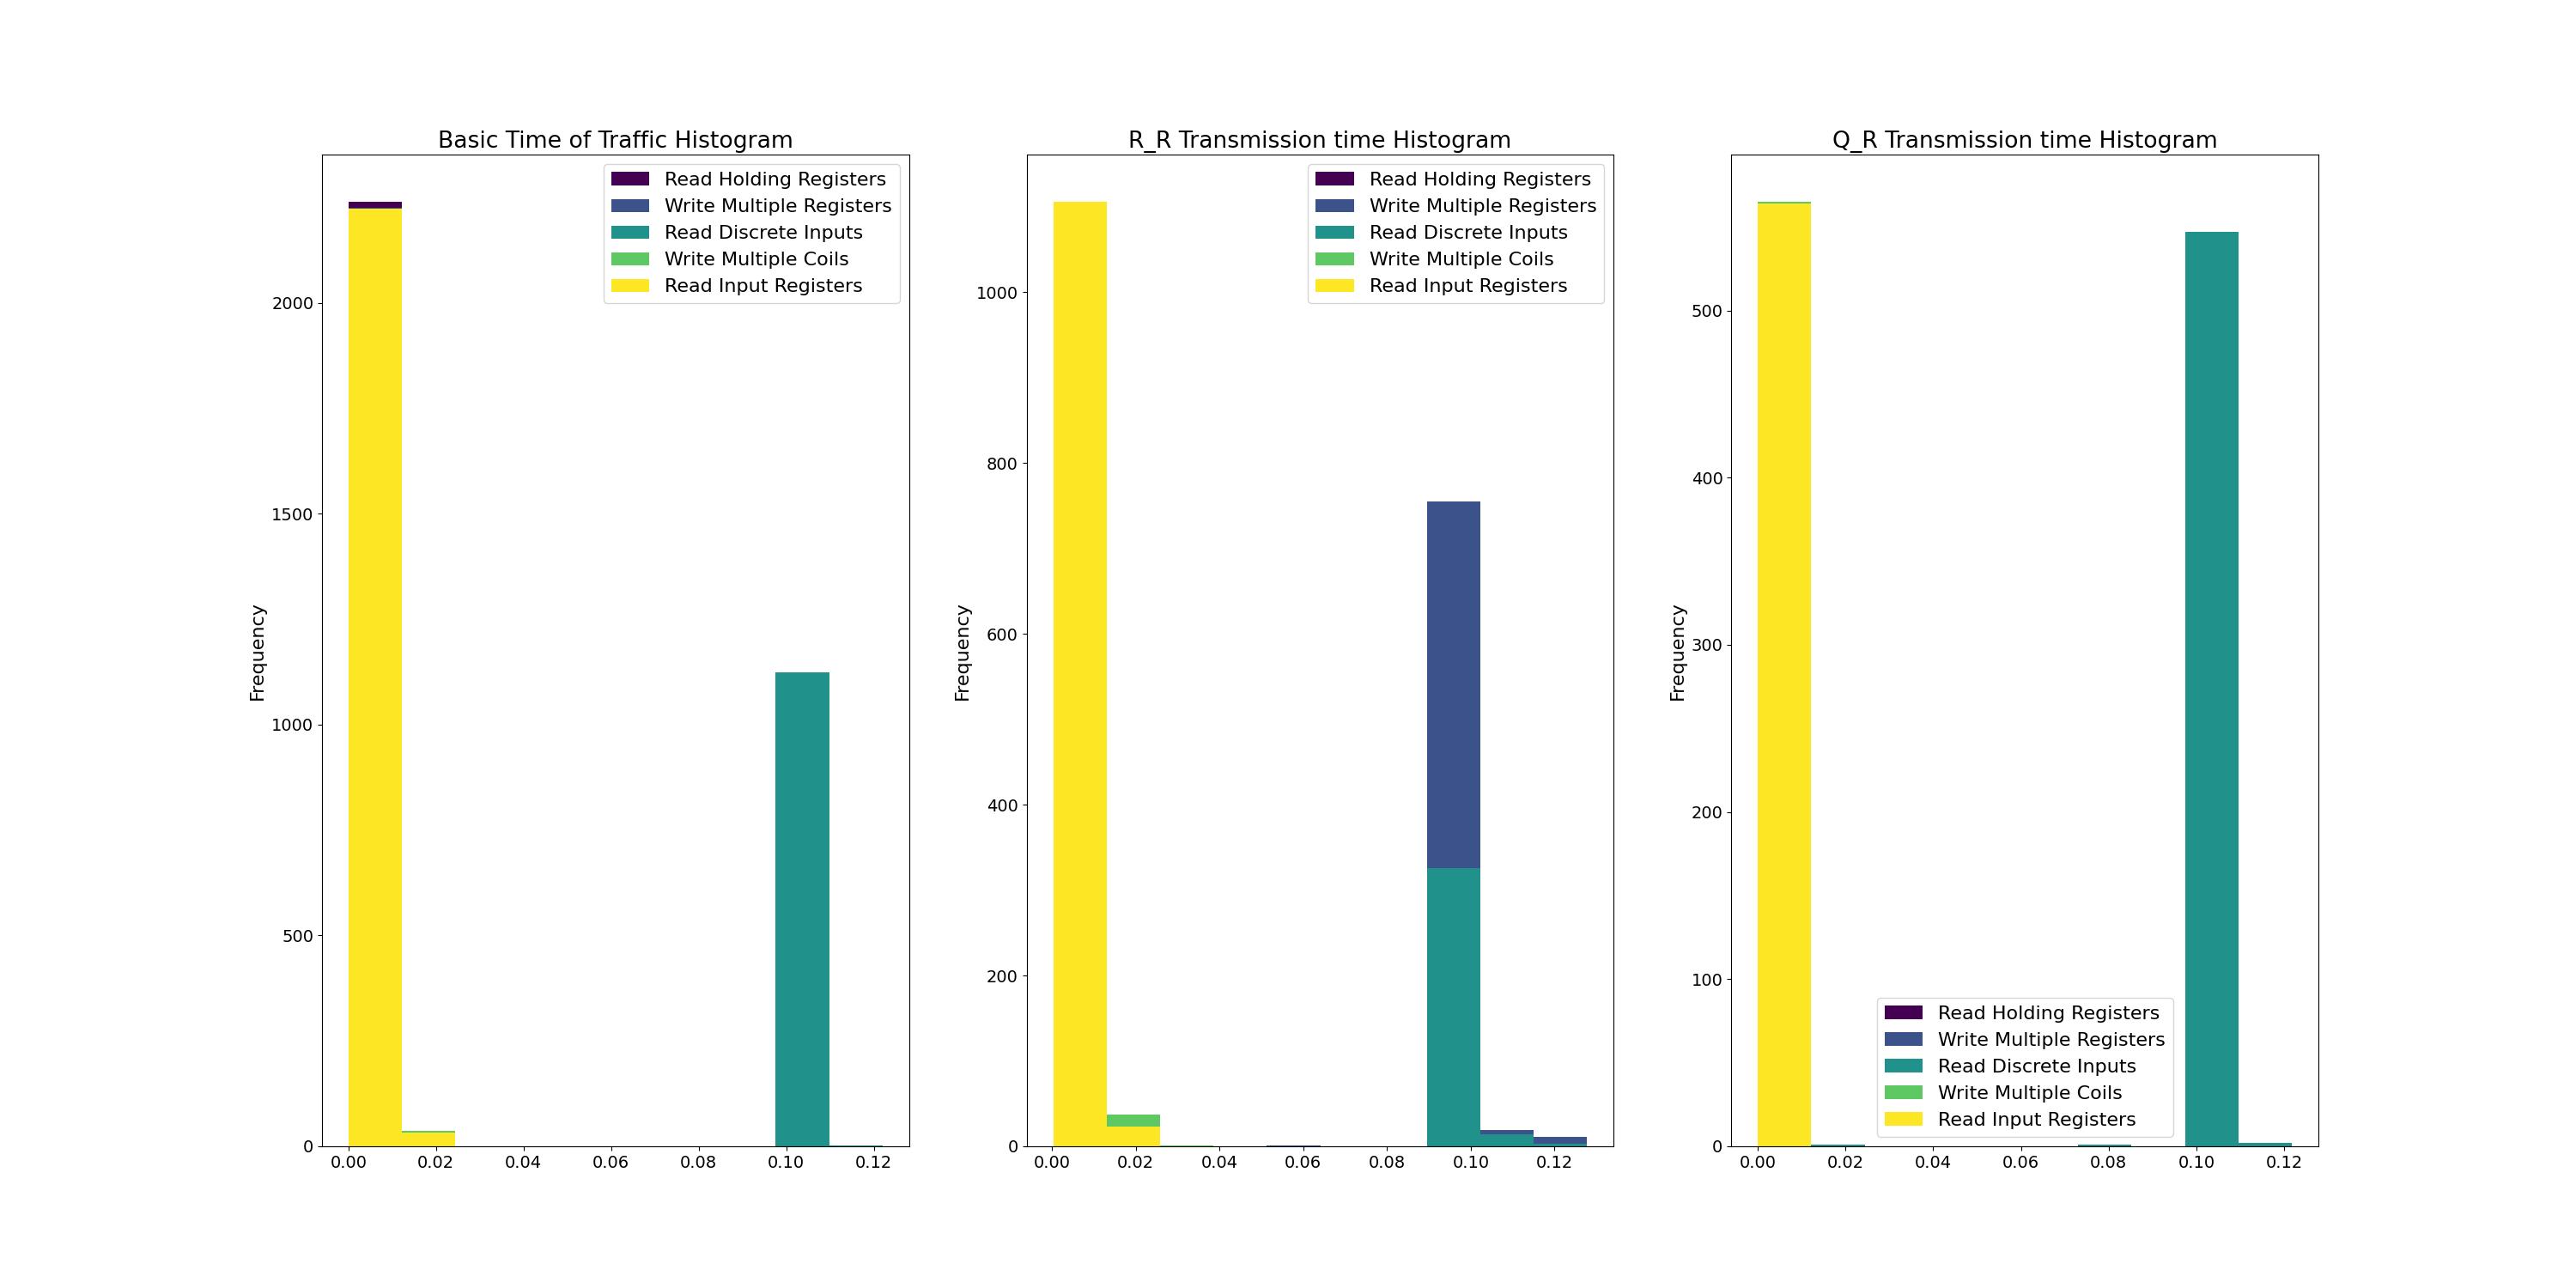 Basic Time of Traffic Histogram
Read Holding Registers
Write Multiple Registers
Read Discrete Inputs
Write Multiple Coils
Read Input Registers
2000
1500
1000
500
0
Frequency
0.00 0.02 0.04 0.06 0.08 0.10 0.12
R_R Transmission time Histogram
Read Holding Registers
Write Multiple Registers
Read Discrete Inputs
Write Multiple Coils
Read Input Registers
1000
800
600
400
200
0
Frequency
0.00 0.02 0.04 0.06 0.08 0.10 0.12
Q_R Transmission time Histogram
500
400
300
200
100
0
Frequency
Read Holding Registers
Write Multiple Registers
Read Discrete Inputs
Write Multiple Coils
Read Input Registers
0.00 0.02 0.04 0.06 0.08 0.10 0.12